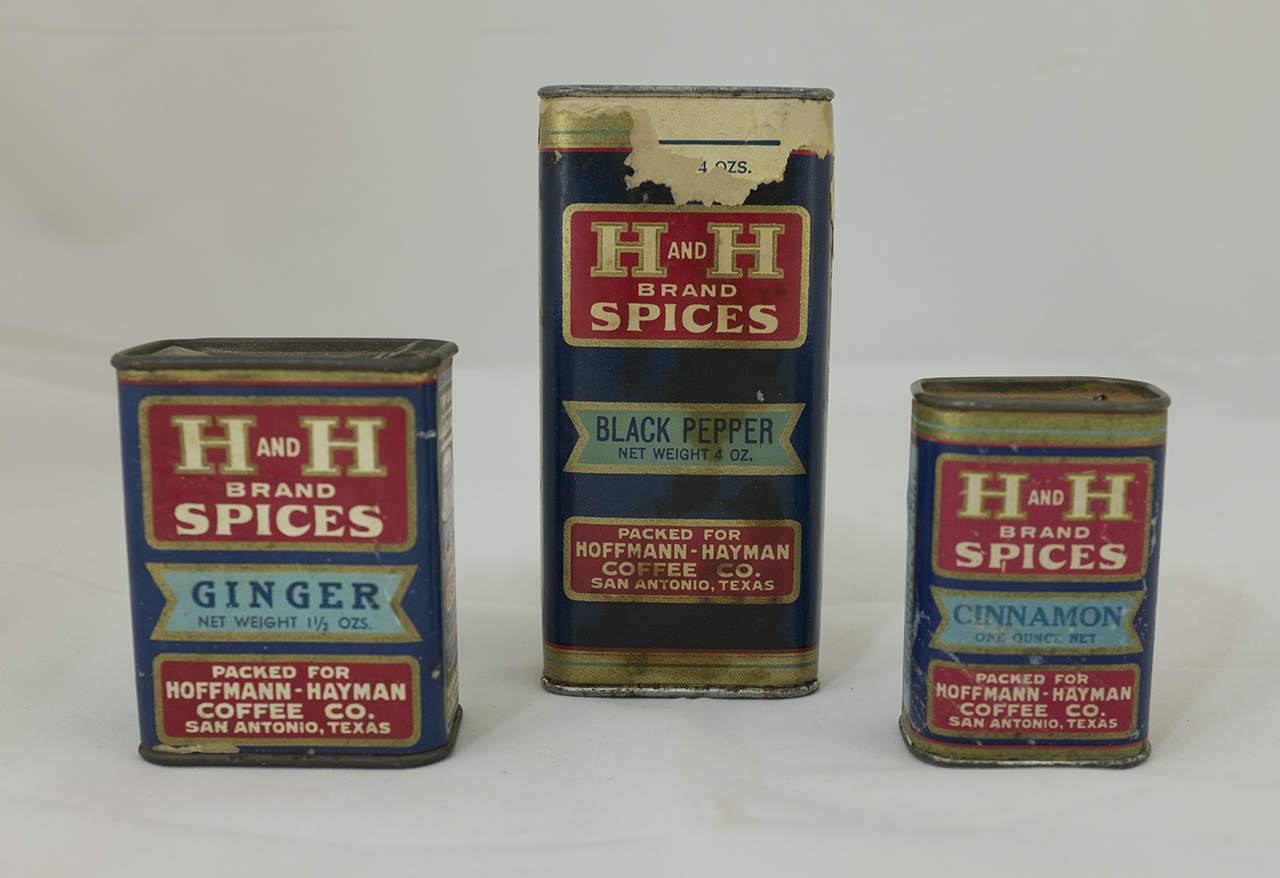 H AND H
BRAND
SPICES
GINGER
NET WEIGHT 1½ OZS.
PACKED FOR
HOFFMANN-HAYMAN
COFFEE CO.
SAN ANTONIO, TEXAS
4 OZS.
H AND H
BRAND
SPICES
BLACK PEPPER
NET WEIGHT 4 OZ.
PACKED FOR
HOFFMANN-HAYMAN
COFFEE CO.
SAN ANTONIO, TEXAS
H AND H
BRAND
SPICES
CINNAMON
ONE OUNCE NET
PACKED FOR
HOFFMANN-HAYMAN
COFFEE CO.
SAN ANTONIO, TEXAS